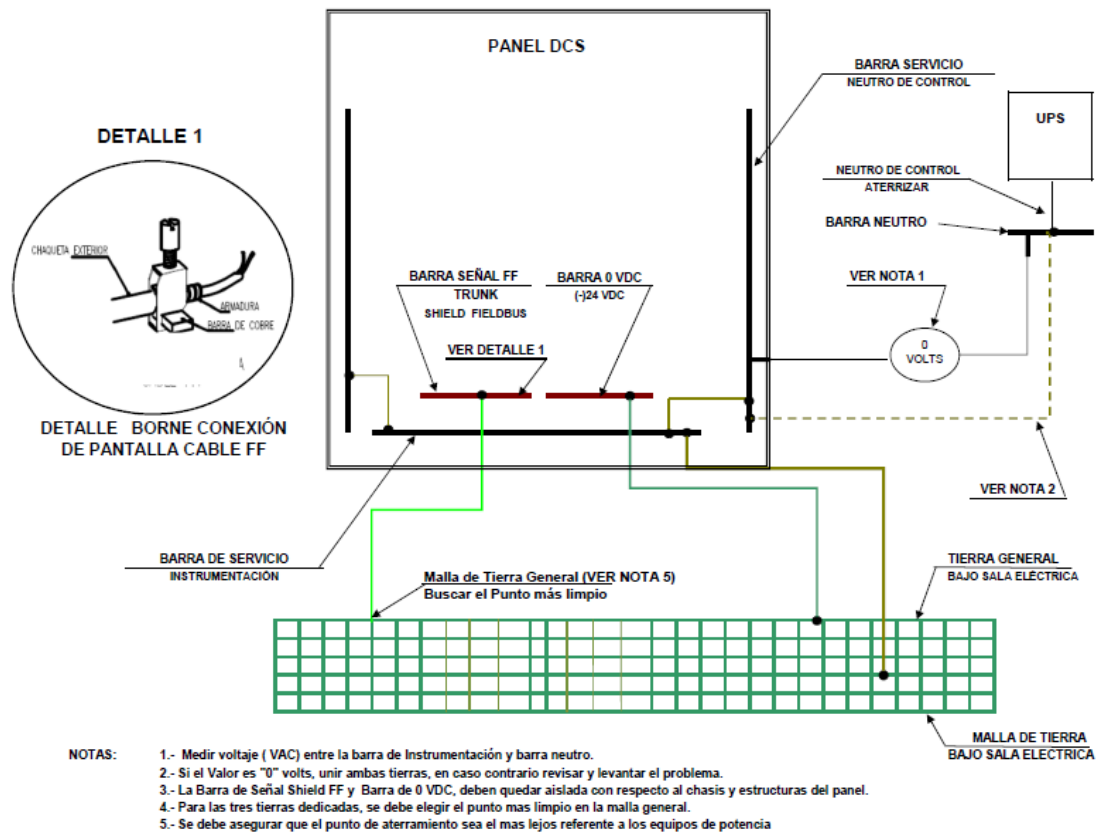 PANEL DCS
BARRA SERVICIO
NEUTRO DE CONTROL
UPS
DETALLE 1
NEUTRO DE CONTROL
ATERRIZAR
BARRA NEUTRO
CHAQUETA EXTERIOR
ARMADURA
BARRA DE COBRE
BARRA SEÑAL FF
TRUNK
SHIELD FIELDBUS
BARRA 0 VDC
(-)24 VDC
VER NOTA 1
0
VOLTS
VER DETALLE 1
DETALLE BORNE CONEXIÓN
DE PANTALLA CABLE FF
VER NOTA 2
BARRA DE SERVICIO
INSTRUMENTACIÓN
Malla de Tierra General (VER NOTA 5)
Buscar el Punto más limpio
TIERRA GENERAL
BAJO SALA ELÉCTRICA
MALLA DE TIERRA
BAJO SALA ELECTRICA
NOTAS: 1.- Medir voltaje ( VAC) entre la barra de Instrumentación y barra neutro.
2.- Si el Valor es "0" volts, unir ambas tierras, en caso contrario revisar y levantar el problema.
3.- La Barra de Señal Shield FF y Barra de 0 VDC, deben quedar aislada con respecto al chasis y estructuras del panel.
4.- Para las tres tierras dedicadas, se debe elegir el punto mas limpio en la malla general.
5.- Se debe asegurar que el punto de aterramiento sea el mas lejos referente a los equipos de potencia